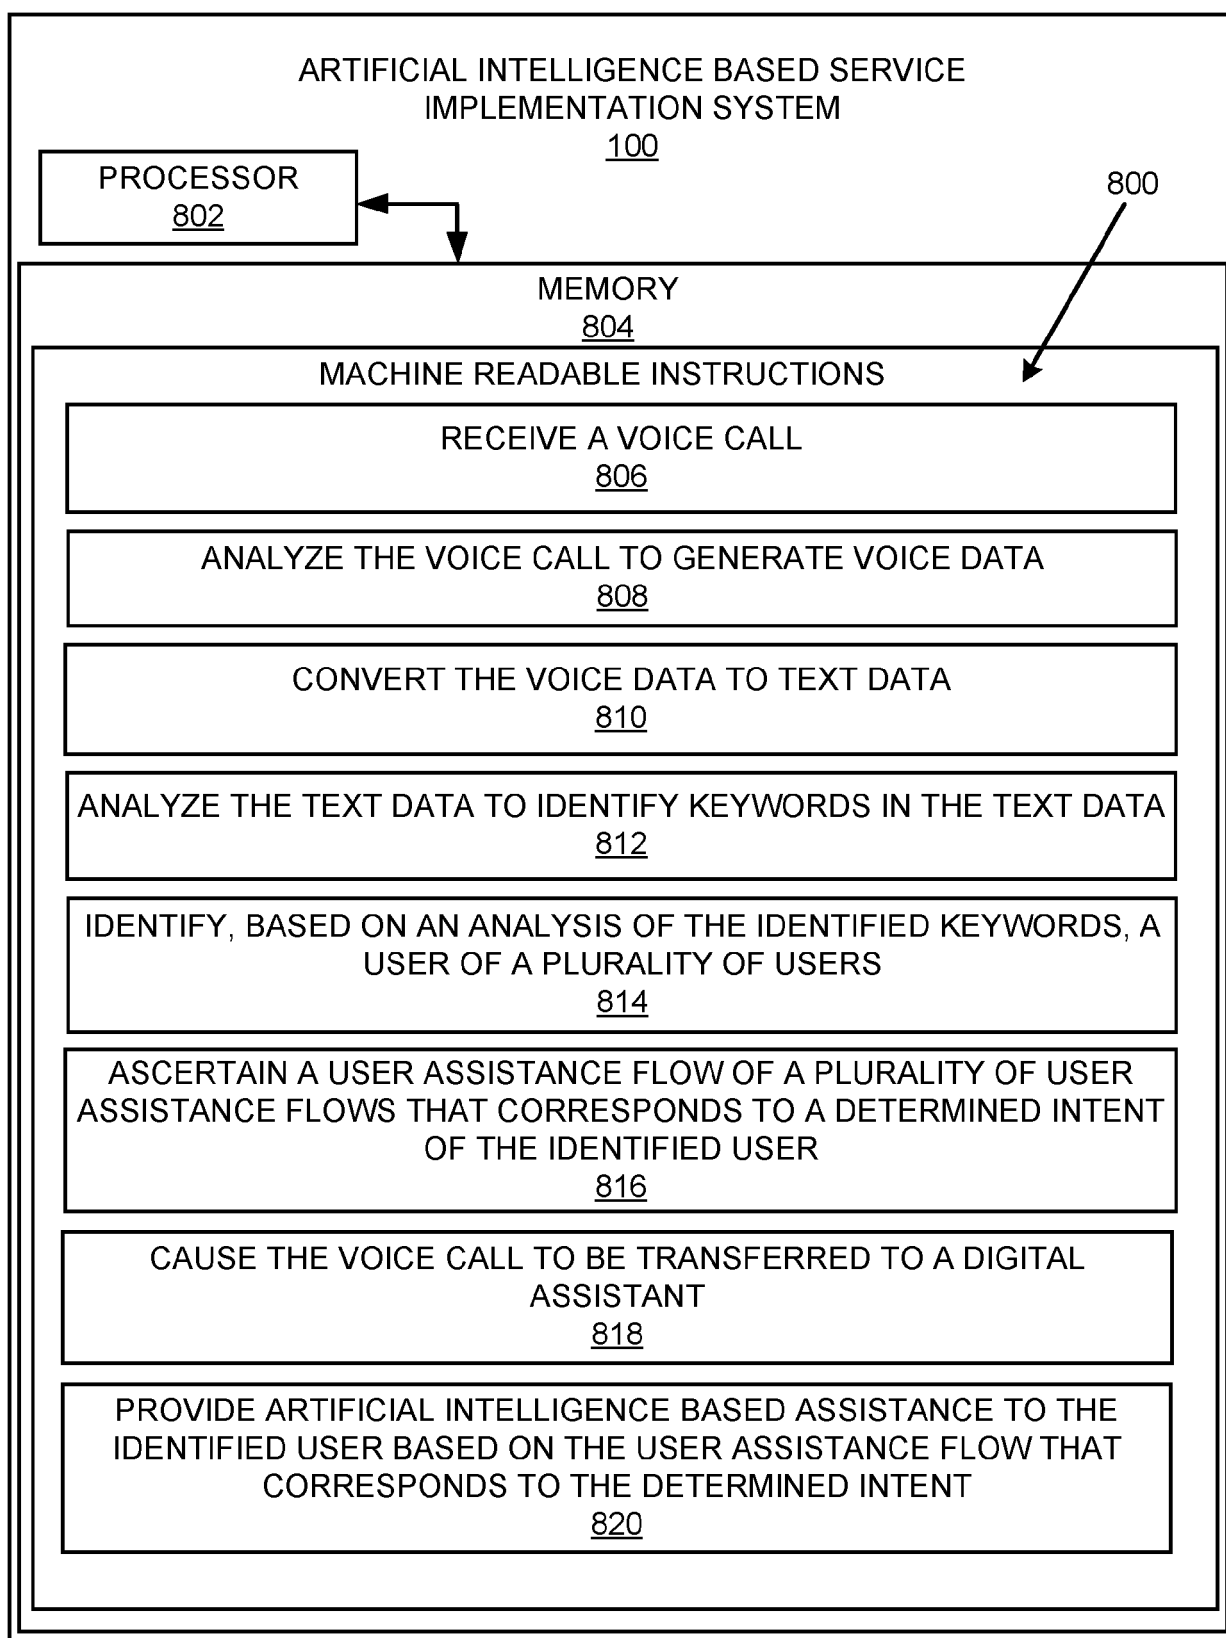 ARTIFICIAL INTELLIGENCE BASED SERVICE
IMPLEMENTATION SYSTEM
100
PROCESSOR
802
800
MEMORY
804
MACHINE READABLE INSTRUCTIONS
RECEIVE A VOICE CALL
806
ANALYZE THE VOICE CALL TO GENERATE VOICE DATA
808
CONVERT THE VOICE DATA TO TEXT DATA
810
ANALYZE THE TEXT DATA TO IDENTIFY KEYWORDS IN THE TEXT DATA
812
IDENTIFY, BASED ON AN ANALYSIS OF THE IDENTIFIED KEYWORDS, A
USER OF A PLURALITY OF USERS
814
ASCERTAIN A USER ASSISTANCE FLOW OF A PLURALITY OF USER
ASSISTANCE FLOWS THAT CORRESPONDS TO A DETERMINED INTENT
OF THE IDENTIFIED USER
816
CAUSE THE VOICE CALL TO BE TRANSFERRED TO A DIGITAL
ASSISTANT
818
PROVIDE ARTIFICIAL INTELLIGENCE BASED ASSISTANCE TO THE
IDENTIFIED USER BASED ON THE USER ASSISTANCE FLOW THAT
CORRESPONDS TO THE DETERMINED INTENT
820